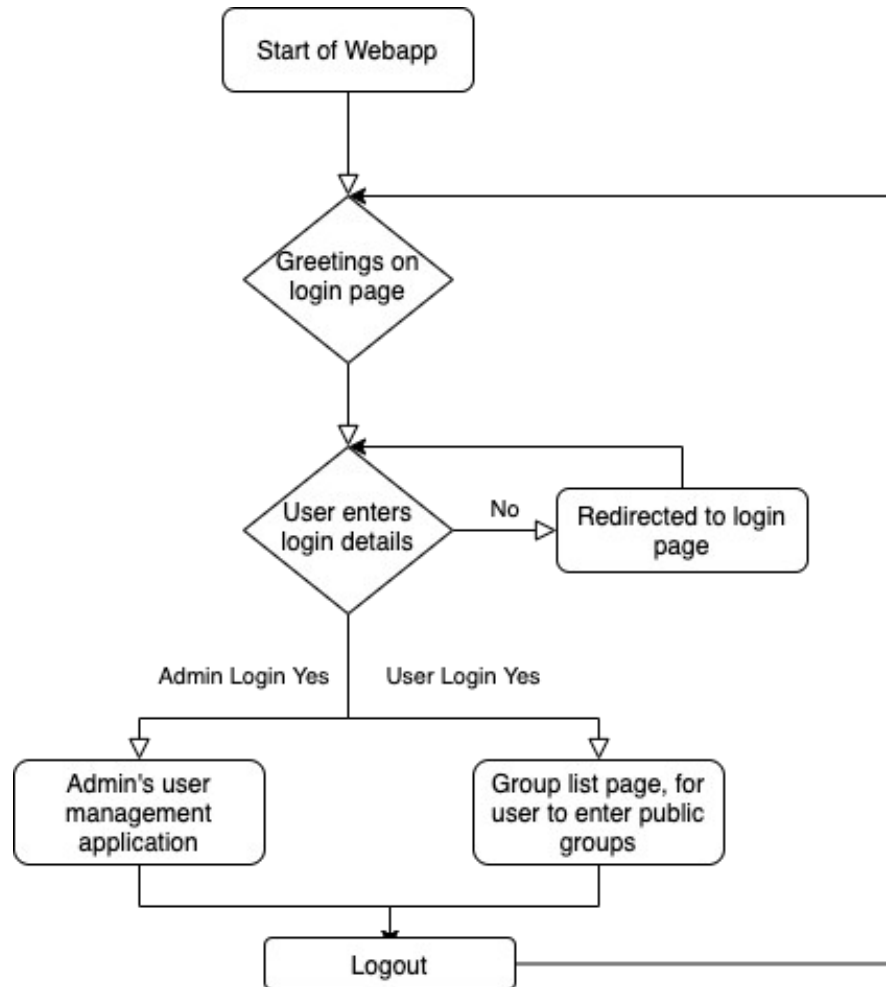 Start of Webapp
Greetings on
login page
User enters
login details
No
Redirected to login
page
Admin Login Yes
User Login Yes
Admin's user
management
application
Group list page, for
user to enter public
groups
Logout